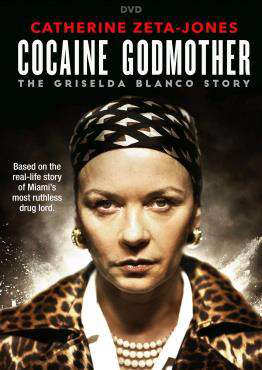 DVD
CATHERINE ZETA-JONES
COCAINE GODMOTHER
THE GRISELDA BLANCO STORY
Based on the
real-life story
of Miami's
most ruthless
drug lord.